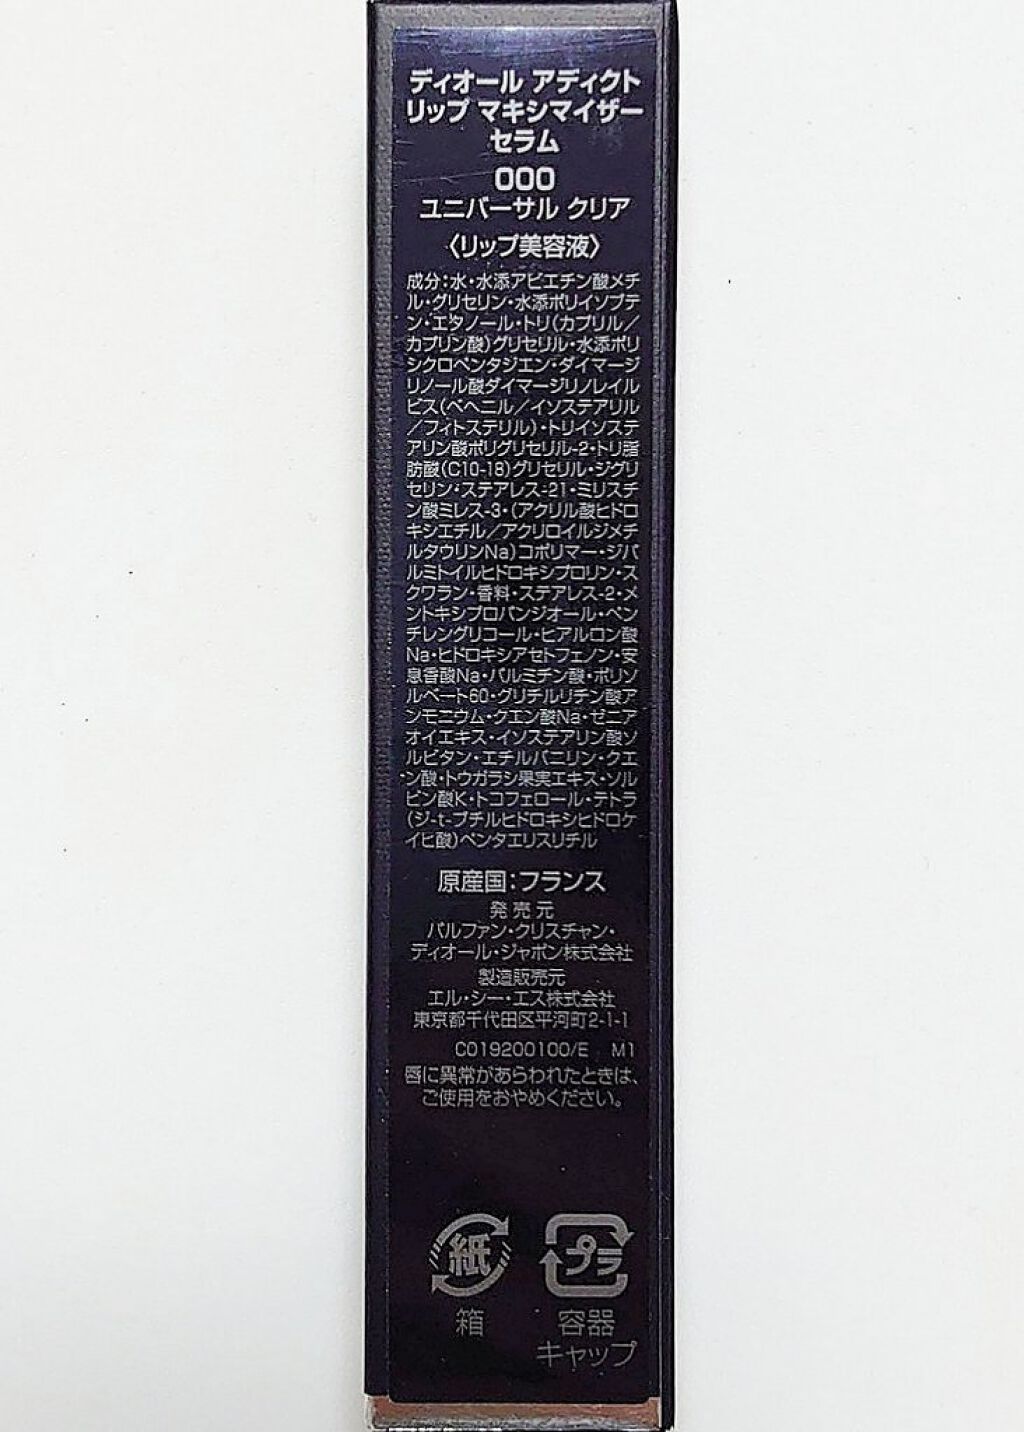 ディオール アディクト
リップ マキシマイザー
セラム
000
ユニバーサル クリア
〈リップ美容液〉
成分：水・水添アビエチン酸メチ
ル・グリセリン・水添ポリイソブテ
ン・エタノール・トリ（カプリル／
カプリン酸）グリセリル・水添ポリ
シクロペンタジエン・ダイマージ
リノール酸ダイマージリノレイル
ビス（ベヘニル／イソステアリル
／フィトステリル）・トリイソステ
アリン酸ポリグリセリル-2・トリ脂
肪酸（C10-18）グリセリル・ジグリ
セリン・ステアレス-21・ミリスチ
ン酸ミレス-3・（アクリル酸ヒドロ
キシエチル／アクリロイルジメチ
ルタウリンNa）コポリマー・ジパ
ルミトイルヒドロキシプロリン・ス
クワラン・香料・ステアレス-2・メ
ントキシプロパンジオール・ペン
チレングリコール・ヒアルロン酸
Na・ヒドロキシアセトフェノン・安
息香酸Na・パルミチン酸・ポリソ
ルベート60・グリチルリチン酸ア
ンモニウム・クエン酸Na・ゼニア
オイエキス・イソステアリン酸ソ
ルビタン・エチルバニリン・クエ
ン酸・トウガラシ果実エキス・ソル
ビン酸K・トコフェロール・テトラ
（ジ-t-ブチルヒドロキシヒドロケ
イヒ酸）ペンタエリスリチル
原産国：フランス
発売元
パルファン・クリスチャン・
ディオール・ジャポン株式会社
製造販売元
エル・シー・エス株式会社
東京都千代田区平河町2-1-1
C019200100/E M1
唇に異常があらわれたときは、
ご使用をおやめください。
紙 プラ
箱 容器
キャップ